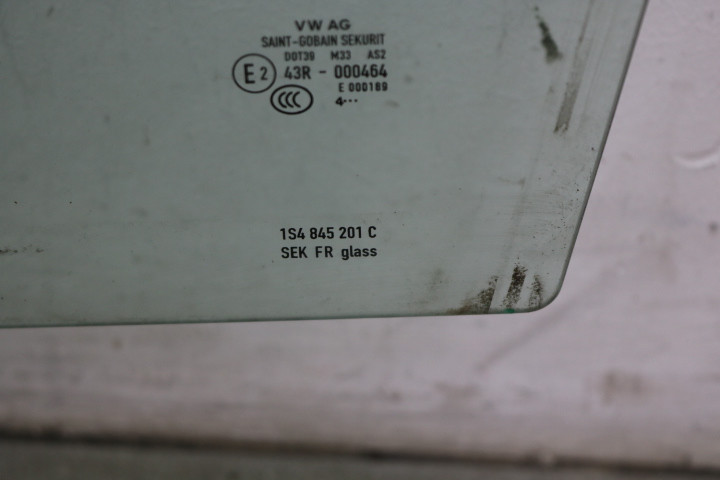 VW AG
SAINT-GOBAIN SEKURIT
DOT39 M33 AS2
E2 43R - 000464
E 000189
CCC 4•••
1S4 845 201 C
SEK FR glass